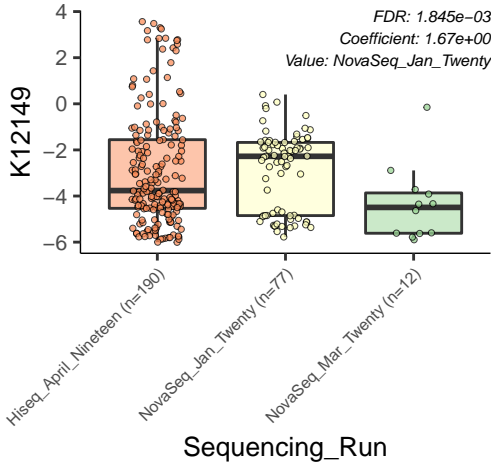 FDR: 1.845e−03
Coefficient: 1.67e+00
Value: NovaSeq_Jan_Twenty
K12149
4
2
0
−2
−4
−6
Hiseq_April_Nineteen (n=190)
NovaSeq_Jan_Twenty (n=77)
NovaSeq_Mar_Twenty (n=12)
Sequencing_Run